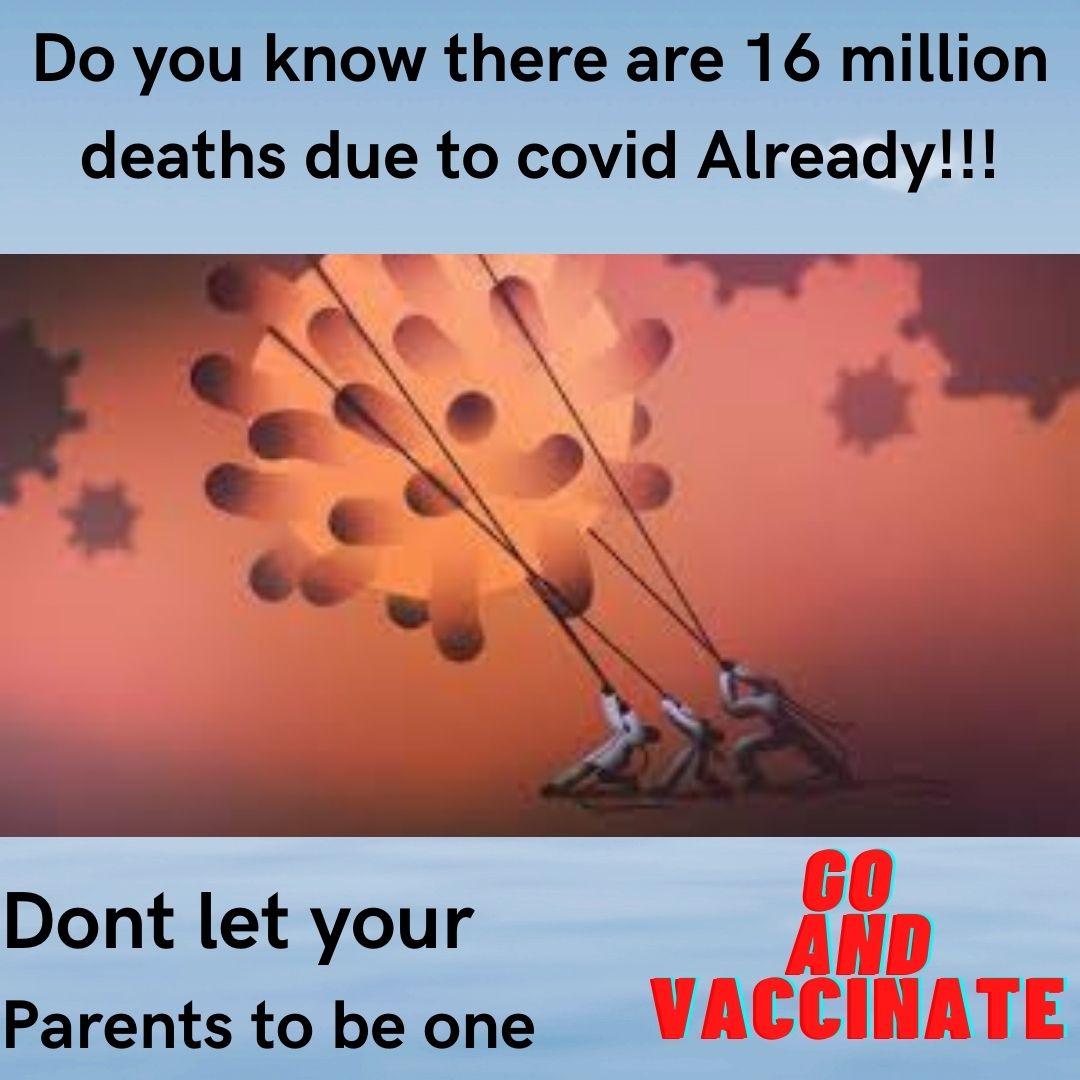 Do you know there are 16 million
deaths due to covid Already!!!
Dont let your
Parents to be one
GO
AND
VACCINATE